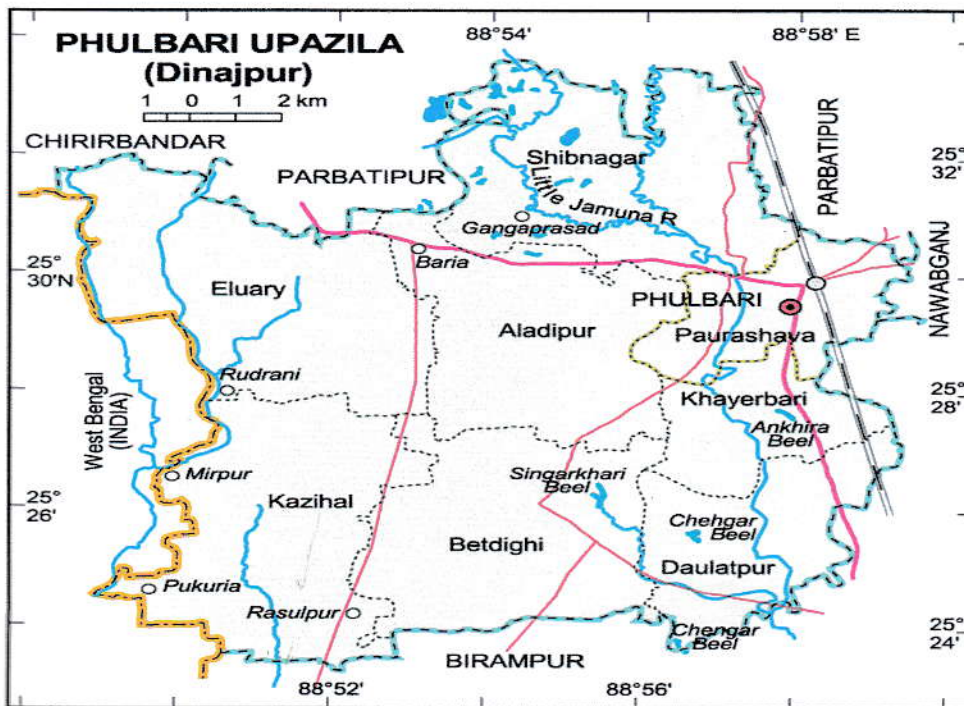 88°54'
88°58' E
PHULBARI UPAZILA
(Dinajpur)
1 0 1 2 km
CHIRIRBANDAR
PARBATIPUR
Shibnagar
Little Jamuna R
PARBATIPUR
25°
32'
Gangaprasad
Baria
25°
30'N
Eluary
PHULBARI
NAWABGANJ
Aladipur
Paurashava
Rudrani
Khayerbari
25°
28'
Ankhira
Beel
West Bengal
(INDIA)
Mirpur
Singarkhari
Beel
25°
26'
Kazihal
Betdighi
Chehgar
Beel
Daulatpur
Pukuria
Rasulpur
Chengar
Beel
25°
24'
BIRAMPUR
88°52'
88°56'